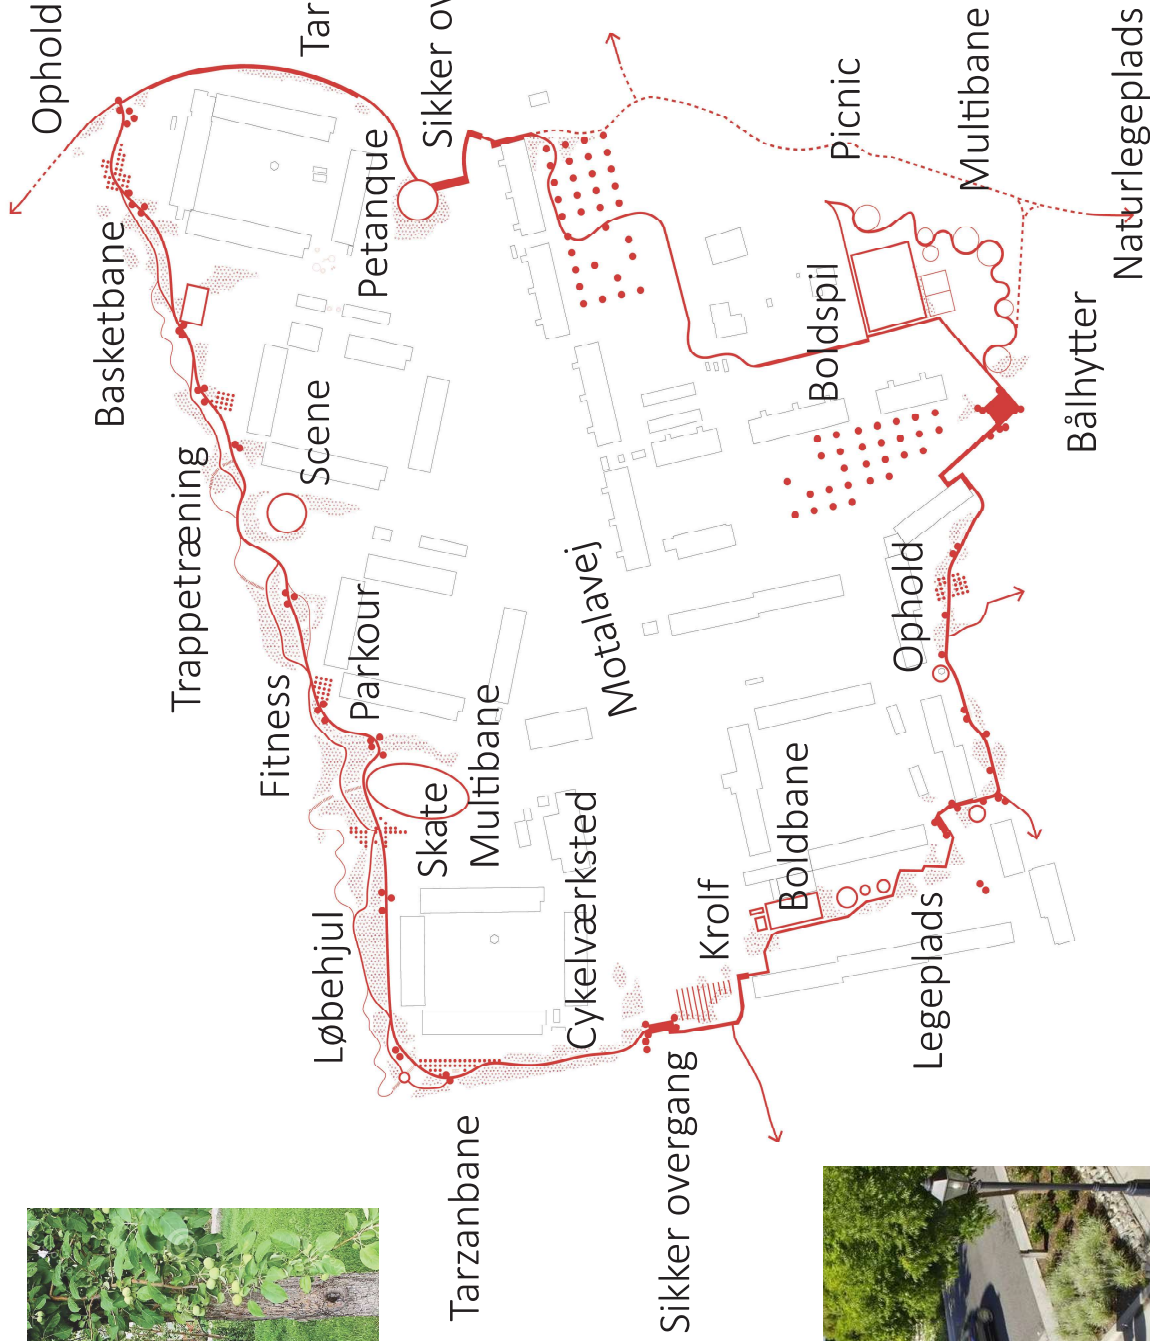 Ophold
Tar
Sikker ov
Petanque
Basketbane
Picnic
Multibane
Naturlegeplads
Boldspil
Bålhytter
Scene
Trappetræning
Parkour
Fitness
Motalavej
Ophold
Multibane
Skate
Boldbane
Cykelværksted
Krolf
Løbehjul
Legeplads
Sikker overgang
Tarzanbane